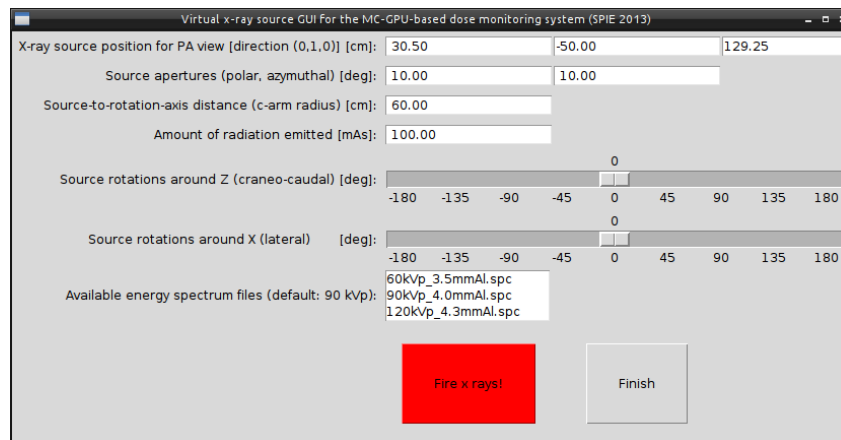 Virtual x-ray source GUI for the MC-GPU-based dose monitoring system (SPIE 2013)
X-ray source position for PA view [direction (0,1,0)] [cm]: 30.50 -50.00 129.25
Source apertures (polar, azymuthal) [deg]: 10.00 10.00
Source-to-rotation-axis distance (c-arm radius) [cm]: 60.00
Amount of radiation emitted [mAs]: 100.00
0
Source rotations around Z (craneo-caudal) [deg]:
-180 -135 -90 -45 0 45 90 135 180
0
Source rotations around X (lateral) [deg]:
-180 -135 -90 -45 0 45 90 135 180
60kVp_3.5mmAl.spc
Available energy spectrum files (default: 90 kVp): 90kVp_4.0mmAl.spc
120kVp_4.3mmAl.spc
Fire x rays! Finish